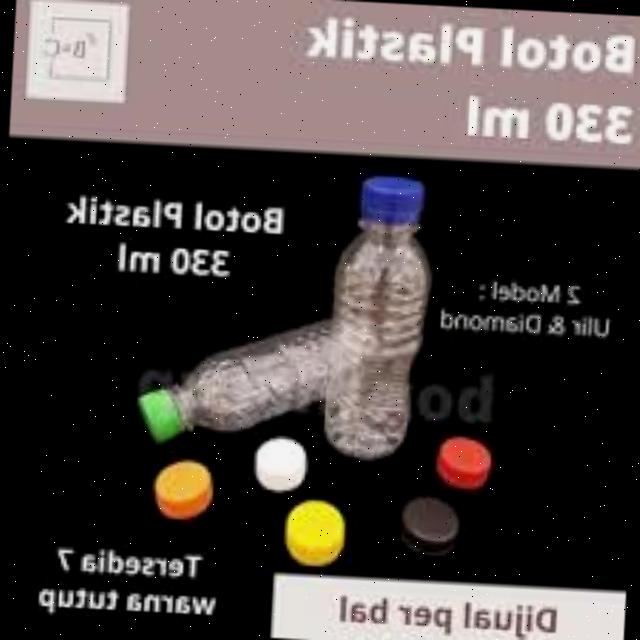 Botol Plastik
330 ml
Botol Plastik
330 ml
2 Model :
Ulir & Diamond
Tersedia 7
warna tutup
Dijual per bal